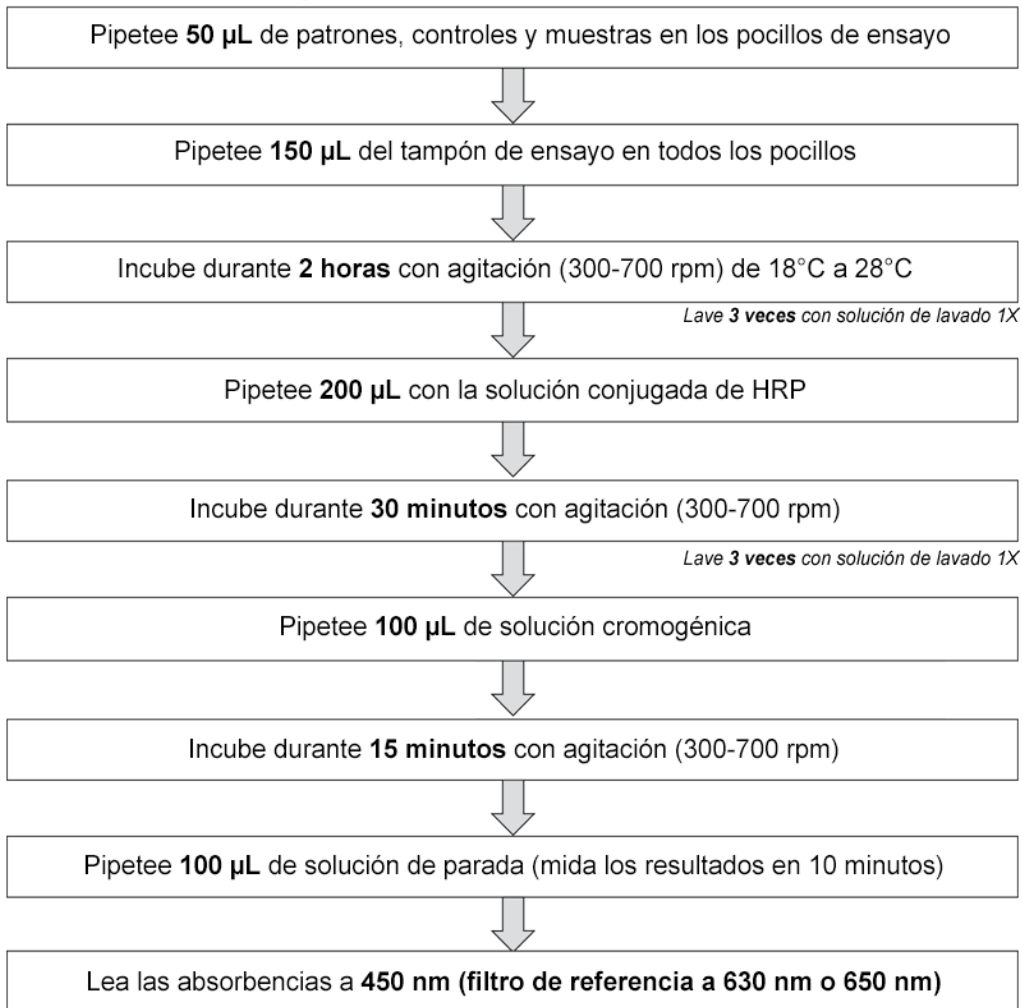 Pipetee 50 µL de patrones, controles y muestras en los pocillos de ensayo
Pipetee 150 µL del tampón de ensayo en todos los pocillos
Incube durante 2 horas con agitación (300-700 rpm) de 18°C a 28°C
Lave 3 veces con solución de lavado 1X
Pipetee 200 µL con la solución conjugada de HRP
Incube durante 30 minutos con agitación (300-700 rpm)
Lave 3 veces con solución de lavado 1X
Pipetee 100 µL de solución cromogénica
Incube durante 15 minutos con agitación (300-700 rpm)
Pipetee 100 µL de solución de parada (mida los resultados en 10 minutos)
Lea las absorbencias a 450 nm (filtro de referencia a 630 nm o 650 nm)